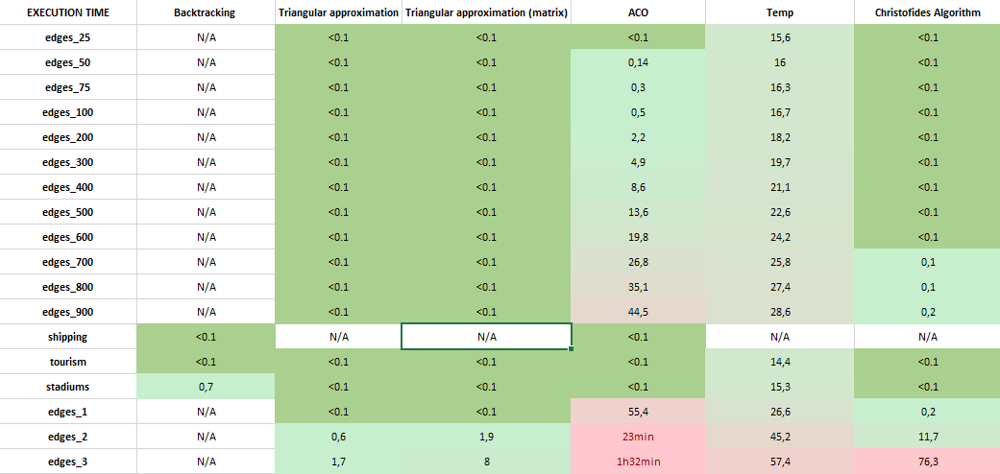 EXECUTION TIME Backtracking Triangular approximation Triangular approximation (matrix) ACO Temp Christofides Algorithm
edges_25 N/A <0.1 <0.1 <0.1 15,6 <0.1
edges_50 N/A <0.1 <0.1 0,14 16 <0.1
edges_75 N/A <0.1 <0.1 0,3 16,3 <0.1
edges_100 N/A <0.1 <0.1 0,5 16,7 <0.1
edges_200 N/A <0.1 <0.1 2,2 18,2 <0.1
edges_300 N/A <0.1 <0.1 4,9 19,7 <0.1
edges_400 N/A <0.1 <0.1 8,6 21,1 <0.1
edges_500 N/A <0.1 <0.1 13,6 22,6 <0.1
edges_600 N/A <0.1 <0.1 19,8 24,2 <0.1
edges_700 N/A <0.1 <0.1 26,8 25,8 0,1
edges_800 N/A <0.1 <0.1 35,1 27,4 0,1
edges_900 N/A <0.1 <0.1 44,5 28,6 0,2
shipping <0.1 N/A N/A <0.1 N/A N/A
tourism <0.1 <0.1 <0.1 <0.1 14,4 <0.1
stadiums 0,7 <0.1 <0.1 <0.1 15,3 <0.1
edges_1 N/A <0.1 <0.1 55,4 26,6 0,2
edges_2 N/A 0,6 1,9 23min 45,2 11,7
edges_3 N/A 1,7 8 1h32min 57,4 76,3